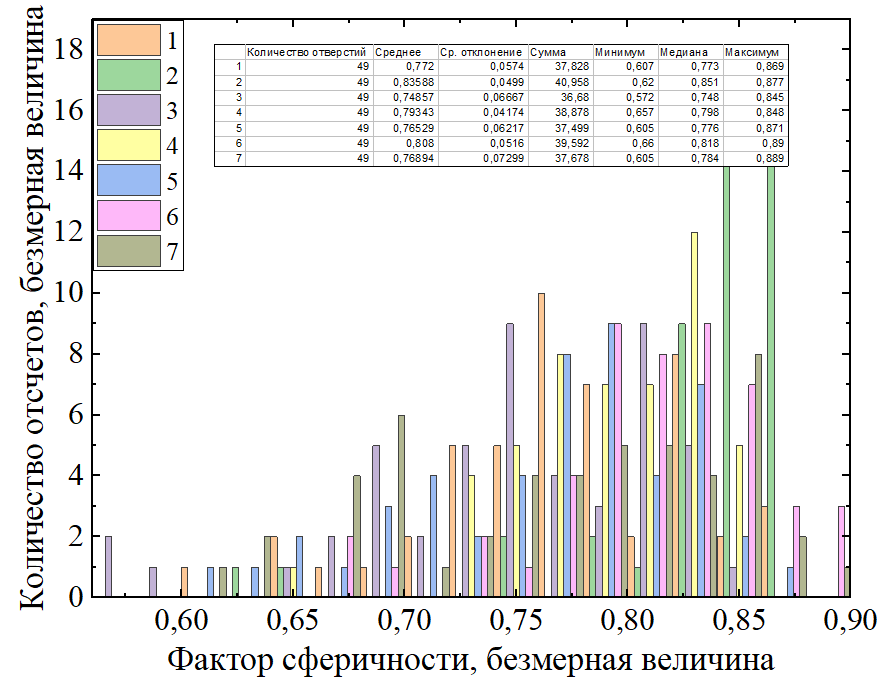 Количество отсчетов, безмерная величина
18
16
14
12
10
8
6
4
2
0
1
2
3
4
5
6
7
Количество отверстий Среднее Ср. отклонение Сумма Минимум Медиана Максимум
1 49 0,772 0,0574 37,828 0,607 0,773 0,869
2 49 0,83588 0,0499 40,958 0,62 0,851 0,877
3 49 0,74857 0,06667 36,68 0,572 0,748 0,845
4 49 0,79343 0,04174 38,878 0,657 0,798 0,848
5 49 0,76529 0,06217 37,499 0,605 0,776 0,871
6 49 0,808 0,0516 39,592 0,66 0,818 0,89
7 49 0,76894 0,07299 37,678 0,605 0,784 0,889
0,60 0,65 0,70 0,75 0,80 0,85 0,90
Фактор сферичности, безмерная величина